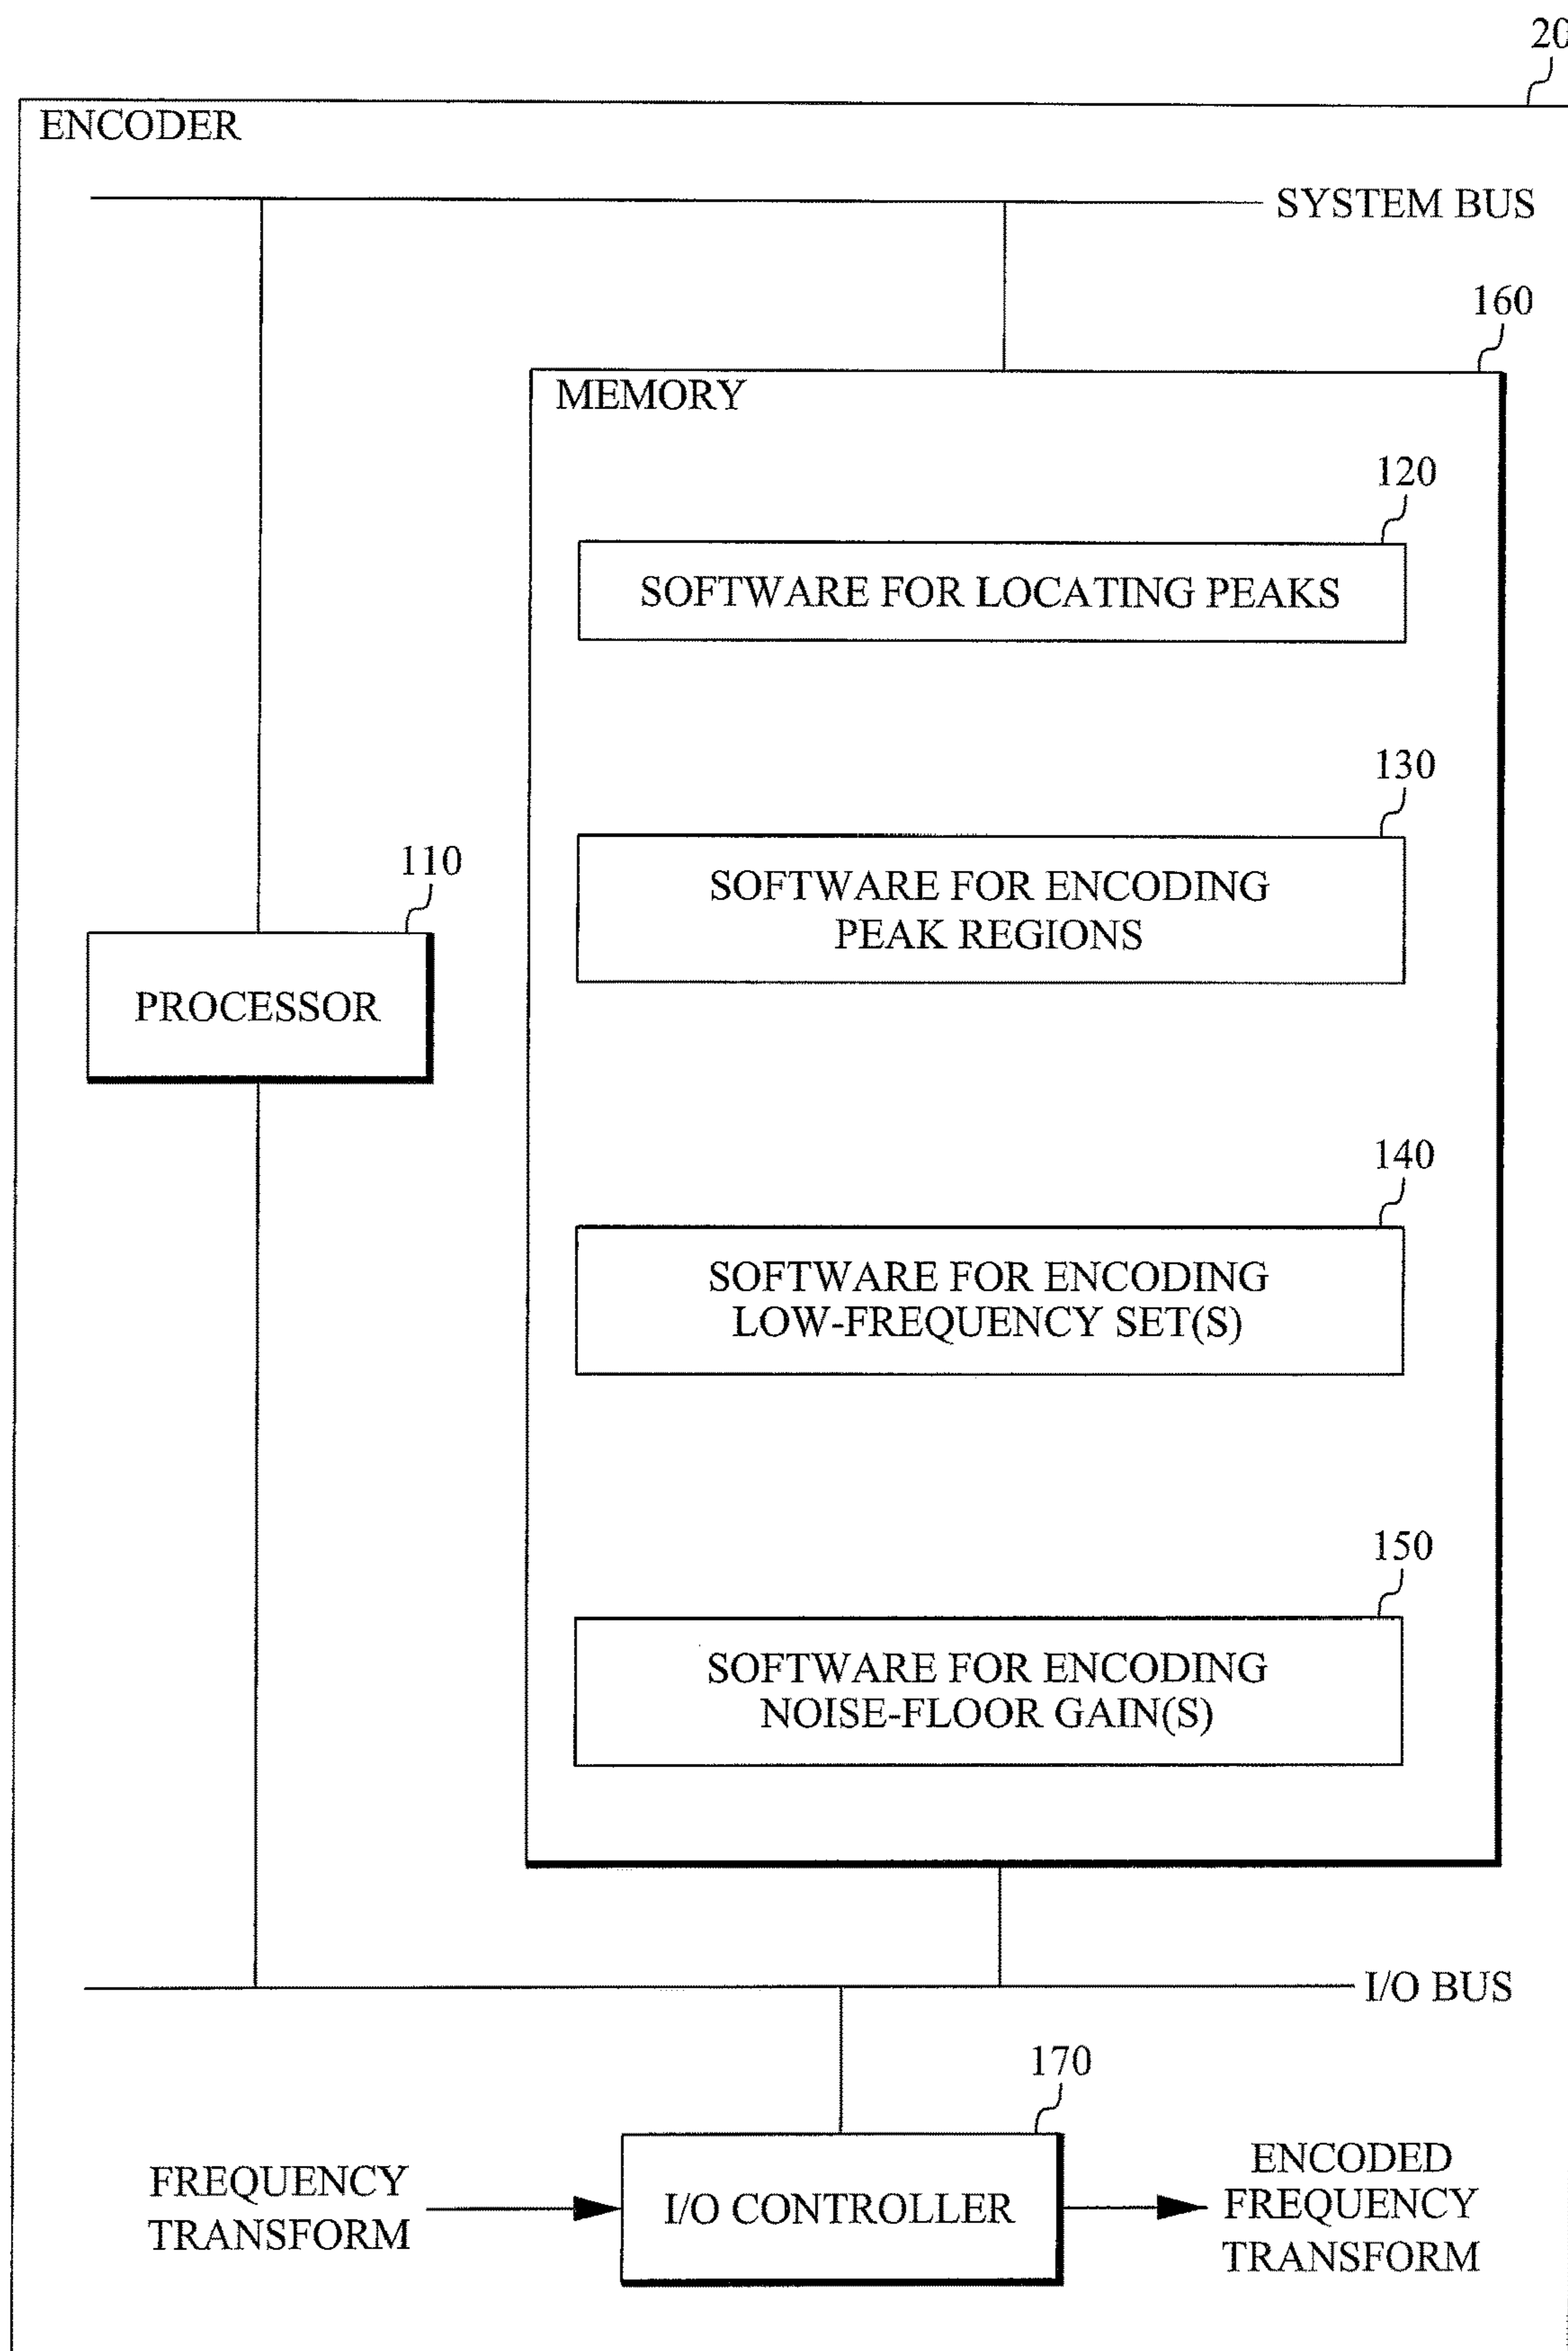 20
ENCODER
SYSTEM BUS
160
MEMORY
120
SOFTWARE FOR LOCATING PEAKS
130
SOFTWARE FOR ENCODING
PEAK REGIONS
110
PROCESSOR
140
SOFTWARE FOR ENCODING
LOW-FREQUENCY SET(S)
150
SOFTWARE FOR ENCODING
NOISE-FLOOR GAIN(S)
I/O BUS
170
FREQUENCY
TRANSFORM
I/O CONTROLLER
ENCODED
FREQUENCY
TRANSFORM